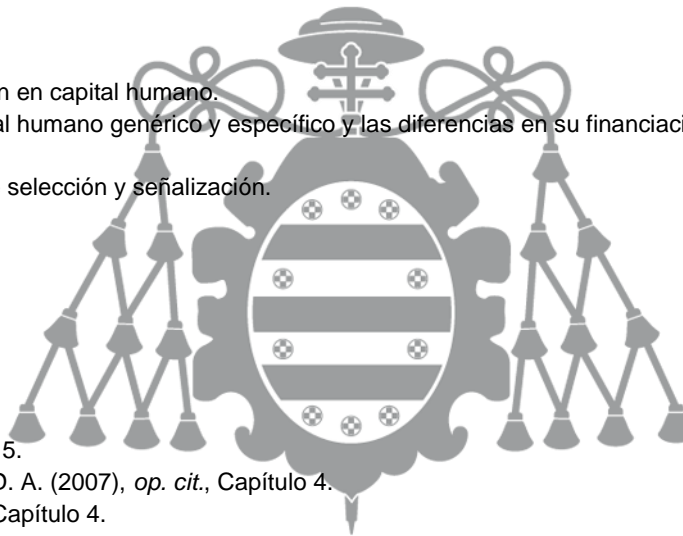 n en capital humano.
al humano genérico y específico y las diferencias en su financiaci
selección y señalización.
5.
D. A. (2007), op. cit., Capítulo 4.
Capítulo 4.